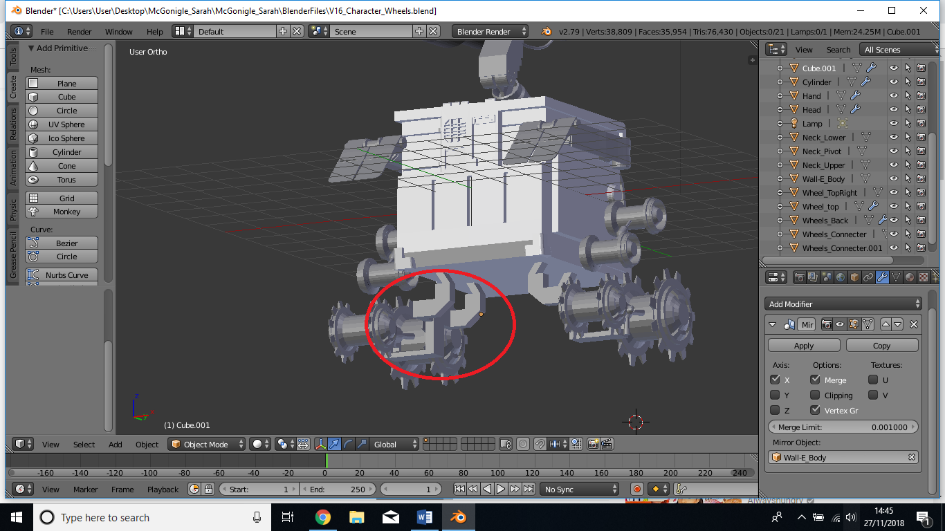 Blender* [C:\Users\User\Desktop\McGonigle_Sarah\McGonigle_Sarah\BlenderFiles\V16_Character_Wheels.blend]
File Render Window Help Default Scene Blender Render v2.79 | Verts:38,809 | Faces:35,954 | Tris:76,430 | Objects:0/21 | Lamps:0/1 | Mem:24.25M | Cube.001
Tools
Create
Relations
Animation
Physic
Grease Pencil
Add Primitive
Mesh:
Plane
Cube
Circle
UV Sphere
Ico Sphere
Cylinder
Cone
Torus
Grid
Monkey
Curve:
Bezier
Circle
Nurbs Curve
User Ortho
(1) Cube.001
View Select Add Object Object Mode Global
View Search All Scenes
Cube.001
Cylinder
Hand
Head
Lamp
Neck_Lower
Neck_Pivot
Neck_Upper
Wall-E_Body
Wheel_TopRight
Wheel_top
Wheels_Back
Wheels_Connecter
Wheels_Connecter.001
Add Modifier
Mir
Apply Copy
Axis: Options: Textures:
X Merge U
Y Clipping V
Z Vertex Gr
Merge Limit: 0.001000
Mirror Object:
Wall-E_Body
-160 -140 -120 -100 -80 -60 -40 -20 0 20 40 60 80 100 120 140 160 180 200 220 240
View Marker Frame Playback Start: 1 End: 250 1 No Sync
Type here to search
14:45
27/11/2018